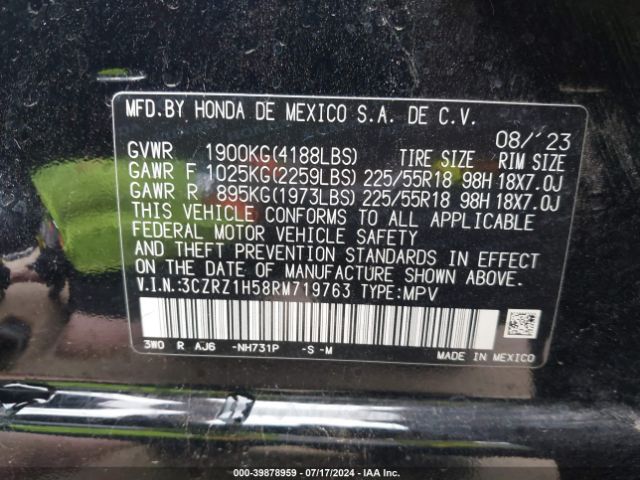 MFD.BY HONDA DE MEXICO S.A. DE C.V.
08/'23
GVWR 1900KG(4188LBS) TIRE SIZE RIM SIZE
GAWR F 1025KG(2259LBS) 225/55R18 98H 18X7.0J
GAWR R 895KG(1973LBS) 225/55R18 98H 18X7.0J
THIS VEHICLE CONFORMS TO ALL APPLICABLE
FEDERAL MOTOR VEHICLE SAFETY
AND THEFT PREVENTION STANDARDS IN EFFECT
ON THE DATE OF MANUFACTURE SHOWN ABOVE.
V.I.N.:3CZRZ1H58RM719763 TYPE:MPV
3W0 R AJ6 -NH731P -S -M MADE IN MEXICO
000-39878959 | 07/17/2024 | IAA Inc.